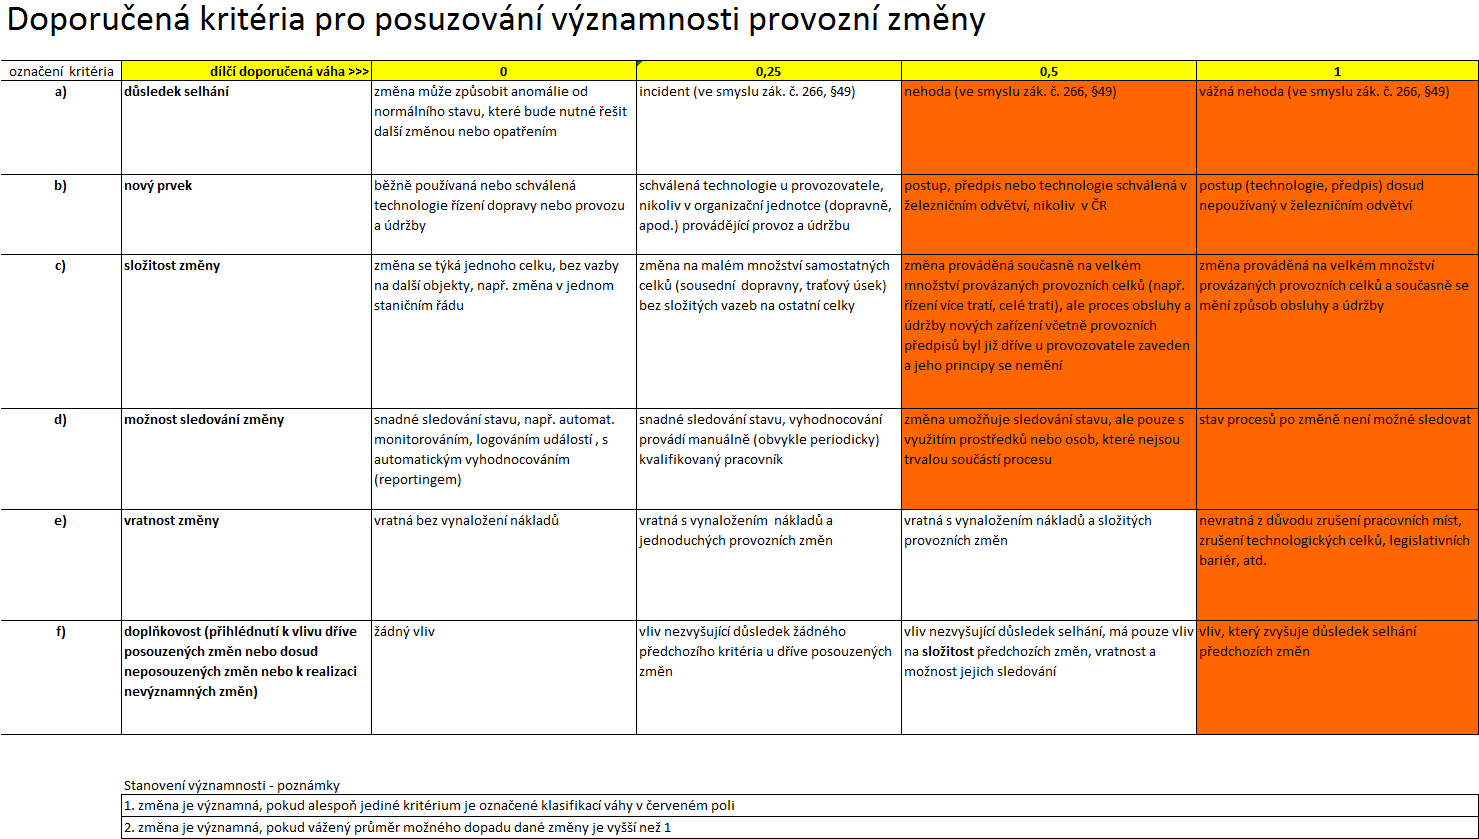 Doporučená kritéria pro posuzování významnosti provozní změny
označení kritéria
dílčí doporučená váha >>>
0
0,25
0,5
1
a)
důsledek selhání
změna může způsobit anomálie od
normálního stavu, které bude nutné řešit
další změnou nebo opatřením
incident (ve smyslu zák. č. 266, §49)
nehoda (ve smyslu zák. č. 266, §49)
vážná nehoda (ve smyslu zák. č. 266, §49)
b)
nový prvek
běžně používaná nebo schválená
technologie řízení dopravy nebo provozu
a údržby
schválená technologie u provozovatele,
nikoliv v organizační jednotce (dopravně,
apod.) provádějící provoz a údržbu
postup, předpis nebo technologie schválená v
železničním odvětví, nikoliv v ČR
postup (technologie, předpis) dosud
nepoužívaný v železničním odvětví
c)
složitost změny
změna se týká jednoho celku, bez vazby
na další objekty, např. změna v jednom
staničním řádu
změna na malém množství samostatných
celků (sousední dopravny, traťový úsek)
bez složitých vazeb na ostatní celky
změna prováděná současně na velkém
množství provázaných provozních celků (např.
řízení více tratí, celé trati), ale proces obsluhy a
údržby nových zařízení včetně provozních
předpisů byl již dříve u provozovatele zaveden
a jeho principy se nemění
změna prováděná na velkém množství
provázaných provozních celků a současně se
mění způsob obsluhy a údržby
d)
možnost sledování změny
snadné sledování stavu, např. automat.
monitorováním, logováním událostí , s
automatickým vyhodnocováním
(reportingem)
snadné sledování stavu, vyhodnocování
provádí manuálně (obvykle periodicky)
kvalifikovaný pracovník
změna umožňuje sledování stavu, ale pouze s
využitím prostředků nebo osob, které nejsou
trvalou součástí procesu
stav procesů po změně není možné sledovat
e)
vratnost změny
vratná bez vynaložení nákladů
vratná s vynaložením nákladů a
jednoduchých provozních změn
vratná s vynaložením nákladů a složitých
provozních změn
nevratná z důvodu zrušení pracovních míst,
zrušení technologických celků, legislativních
bariér, atd.
f)
doplňkovost (přihlédnutí k vlivu dříve
posouzených změn nebo dosud
neposouzených změn nebo k realizaci
nevýznamných změn)
žádný vliv
vliv nezvyšující důsledek žádného
předchozího kritéria u dříve posouzených
změn
vliv nezvyšující důsledek selhání, má pouze vliv
na složitost předchozích změn, vratnost a
možnost jejich sledování
vliv, který zvyšuje důsledek selhání
předchozích změn
Stanovení významnosti - poznámky
1. změna je významná, pokud alespoň jediné kritérium je označené klasifikací váhy v červeném poli
2. změna je významná, pokud vážený průměr možného dopadu dané změny je vyšší než 1